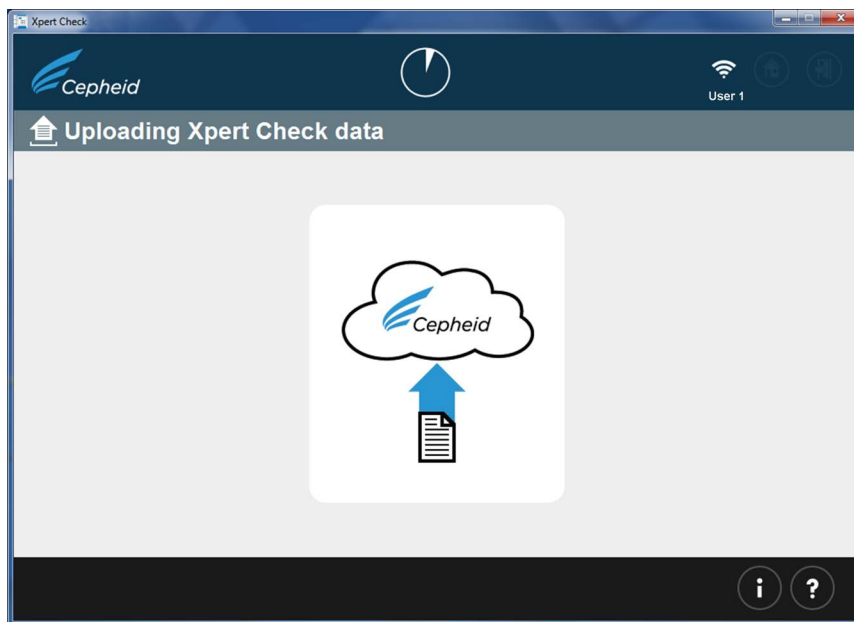 Xpert Check
Cepheid
User 1
Uploading Xpert Check data
Cepheid
i ?